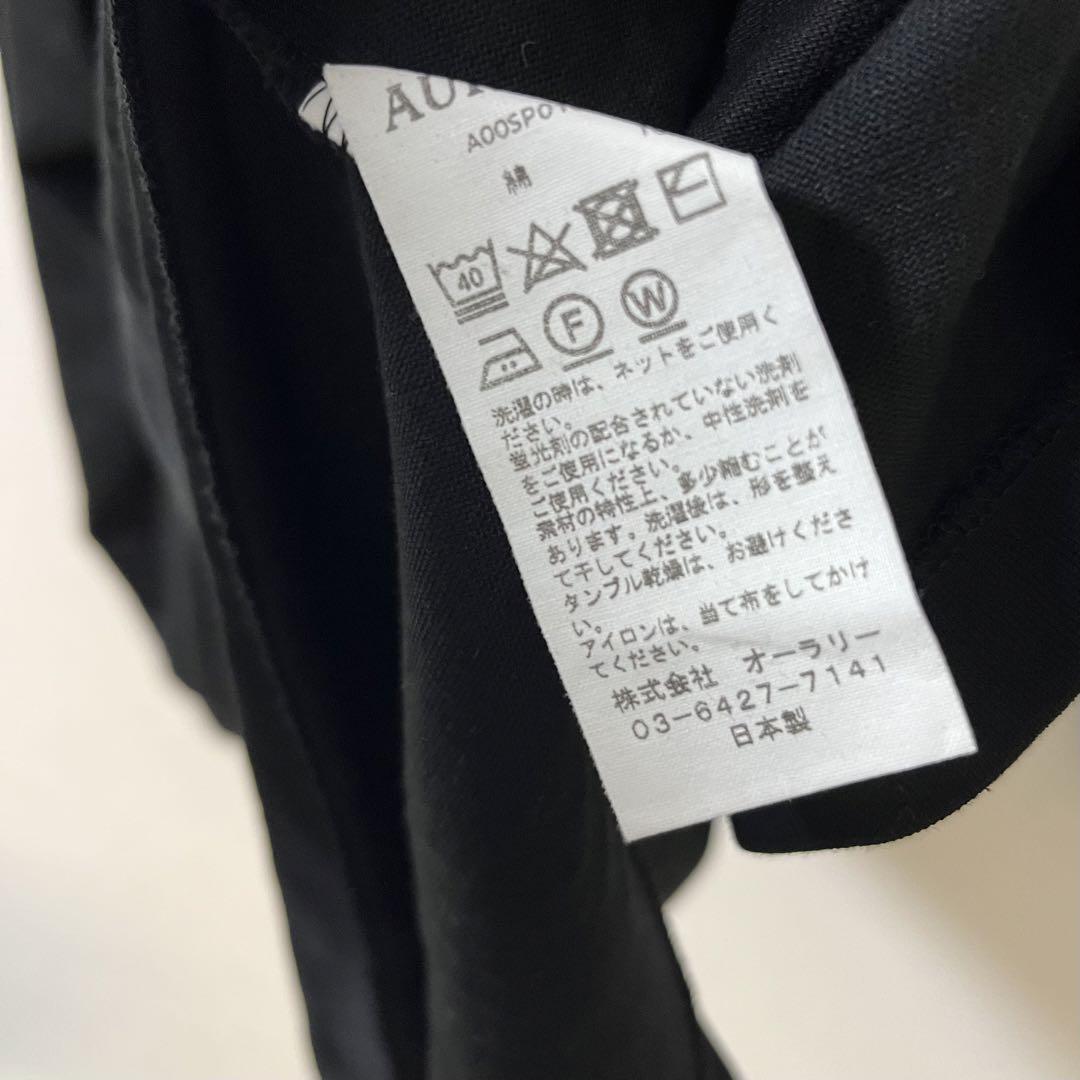 綿
40
F W
洗濯の時は、ネットをご使用く
ださい。
蛍光剤の配合されていない洗剤
をご使用になるか、中性洗剤を
ご使用ください。
素材の特性上、多少縮むことが
あります。洗濯後は、形を整え
て干してください。
タンブル乾燥は、お避けくださ
い。
アイロンは、当て布をしてかけ
てください。
株式会社 オーラリー
03-6427-7141
日本製